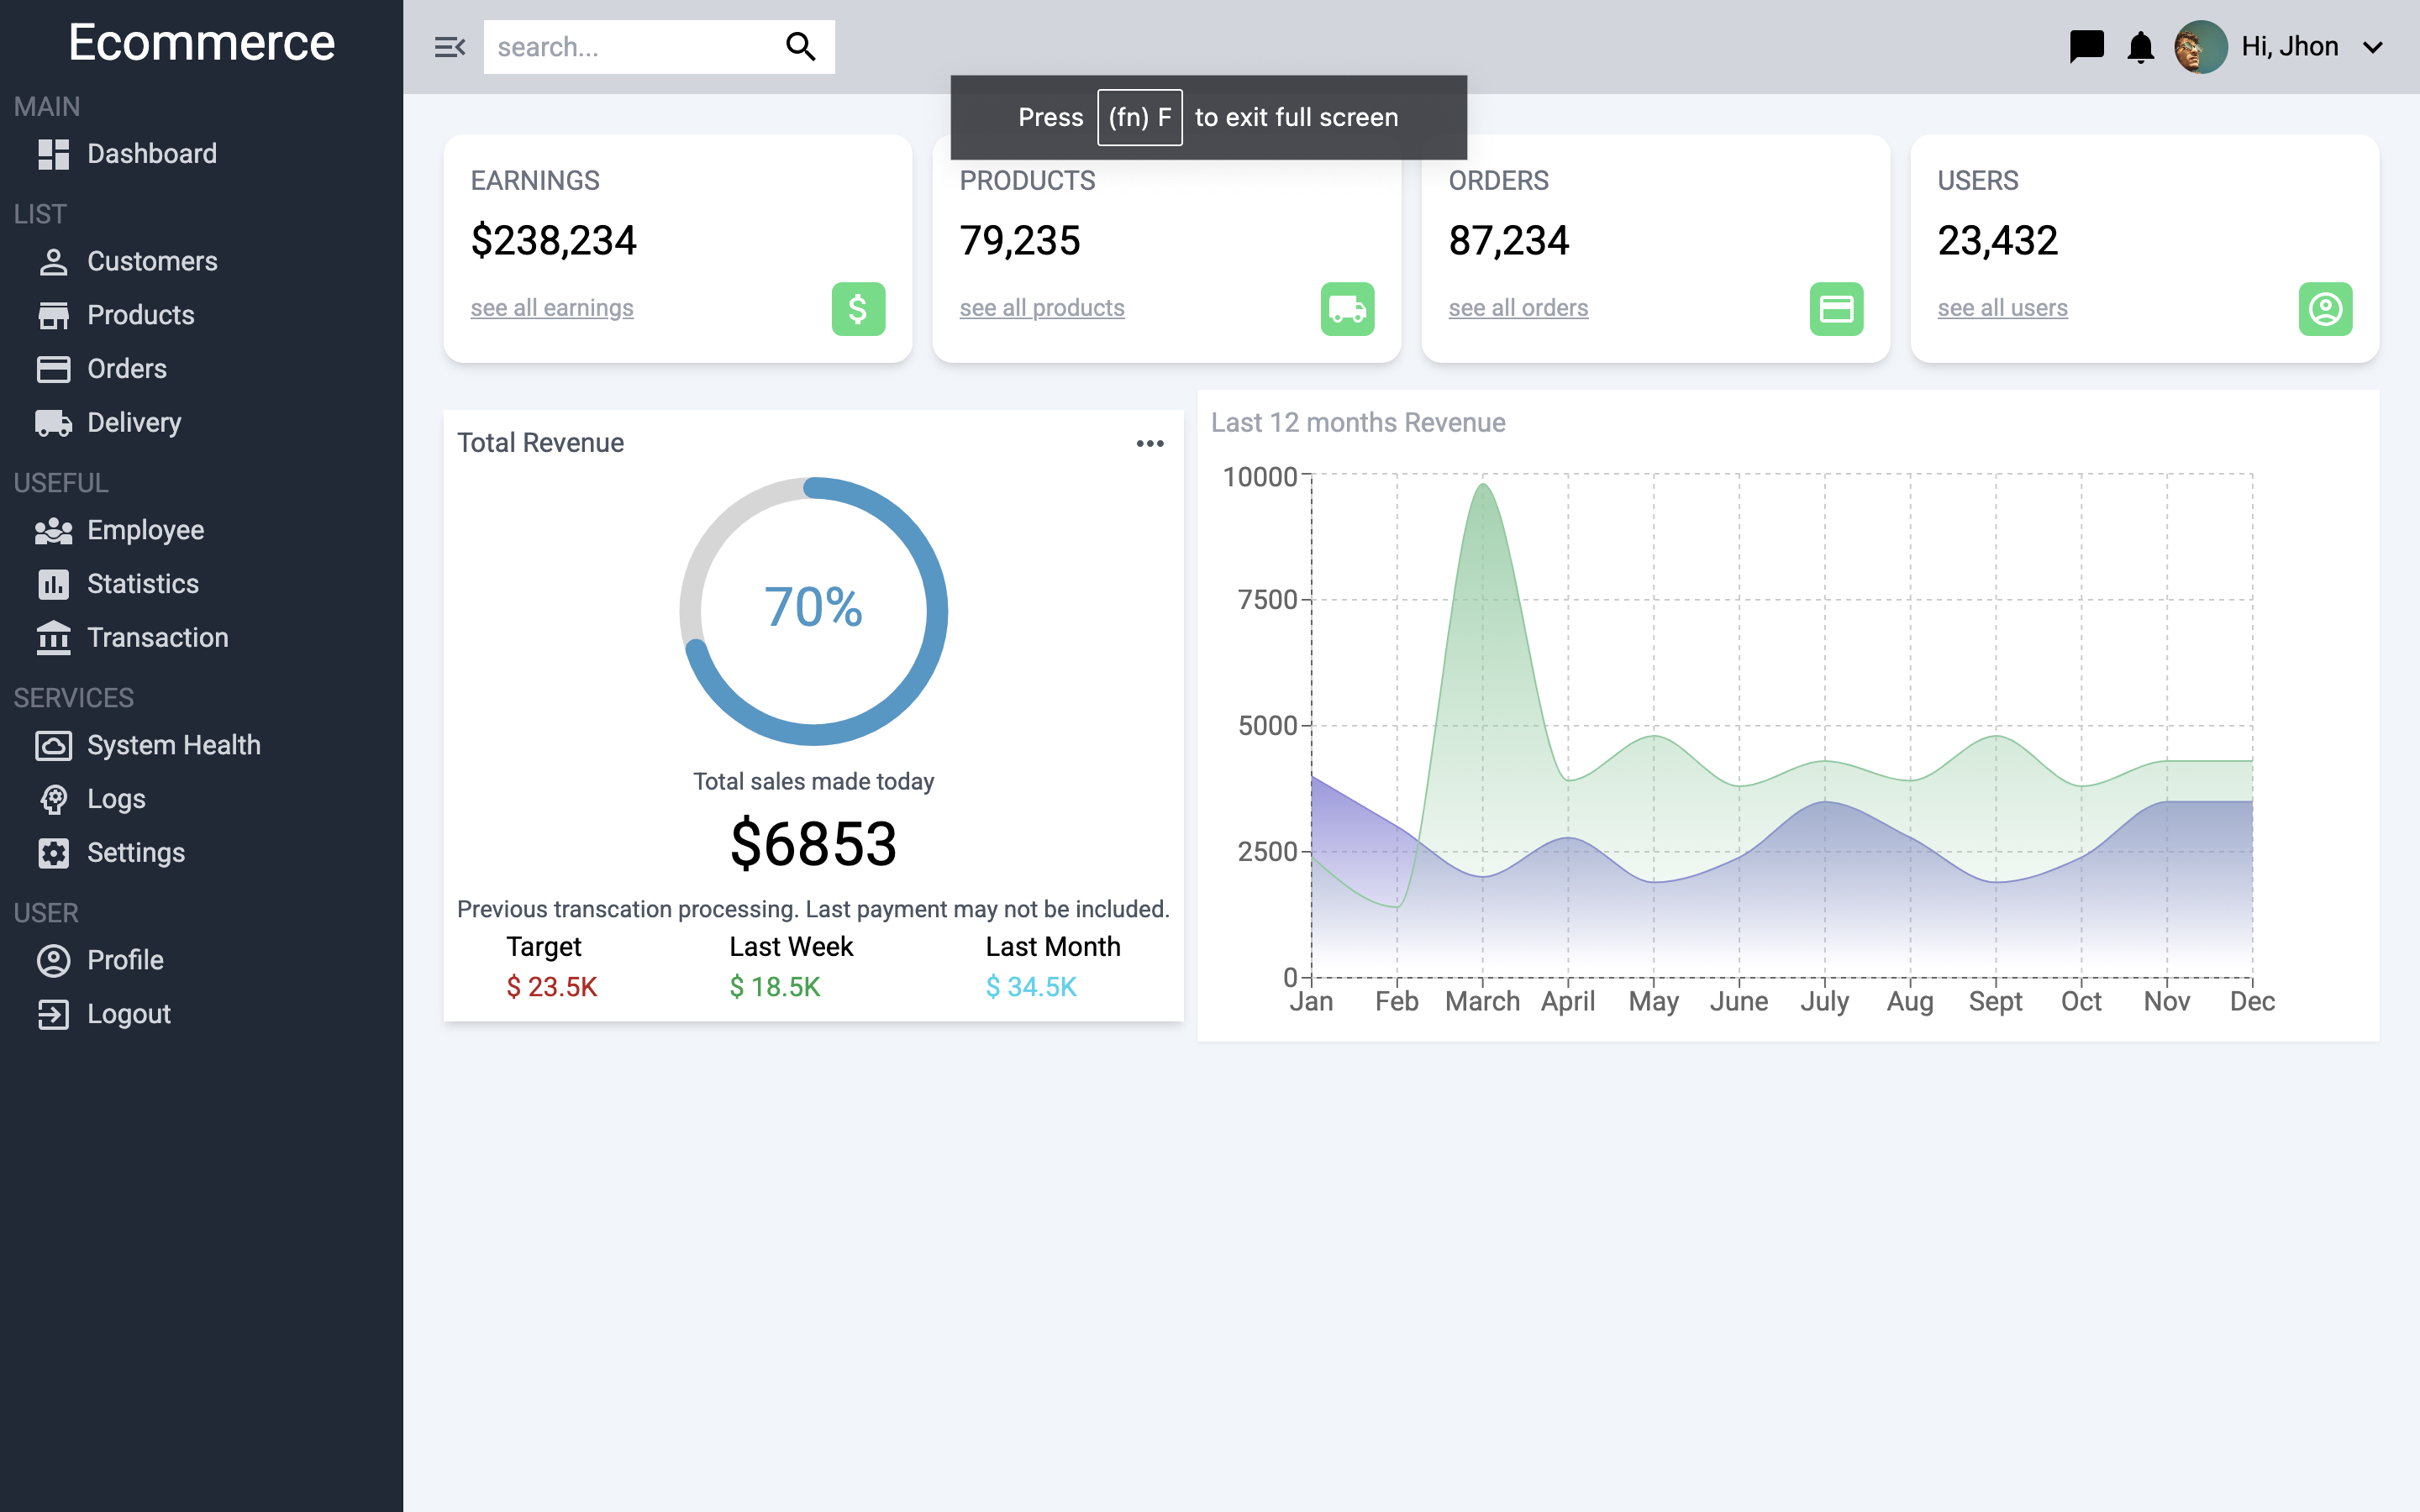 Ecommerce
MAIN
Dashboard
LIST
Customers
Products
Orders
Delivery
USEFUL
Employee
Statistics
Transaction
SERVICES
System Health
Logs
Settings
USER
Profile
Logout
search...
Hi, Jhon
Press (fn) F to exit full screen
EARNINGS
$238,234
see all earnings
$
PRODUCTS
79,235
see all products
ORDERS
87,234
see all orders
USERS
23,432
see all users
Total Revenue
70%
Total sales made today
$6853
Previous transcation processing. Last payment may not be included.
Target Last Week Last Month
$ 23.5K $ 18.5K $ 34.5K
Last 12 months Revenue
10000
7500
5000
2500
0
Jan Feb March April May June July Aug Sept Oct Nov Dec